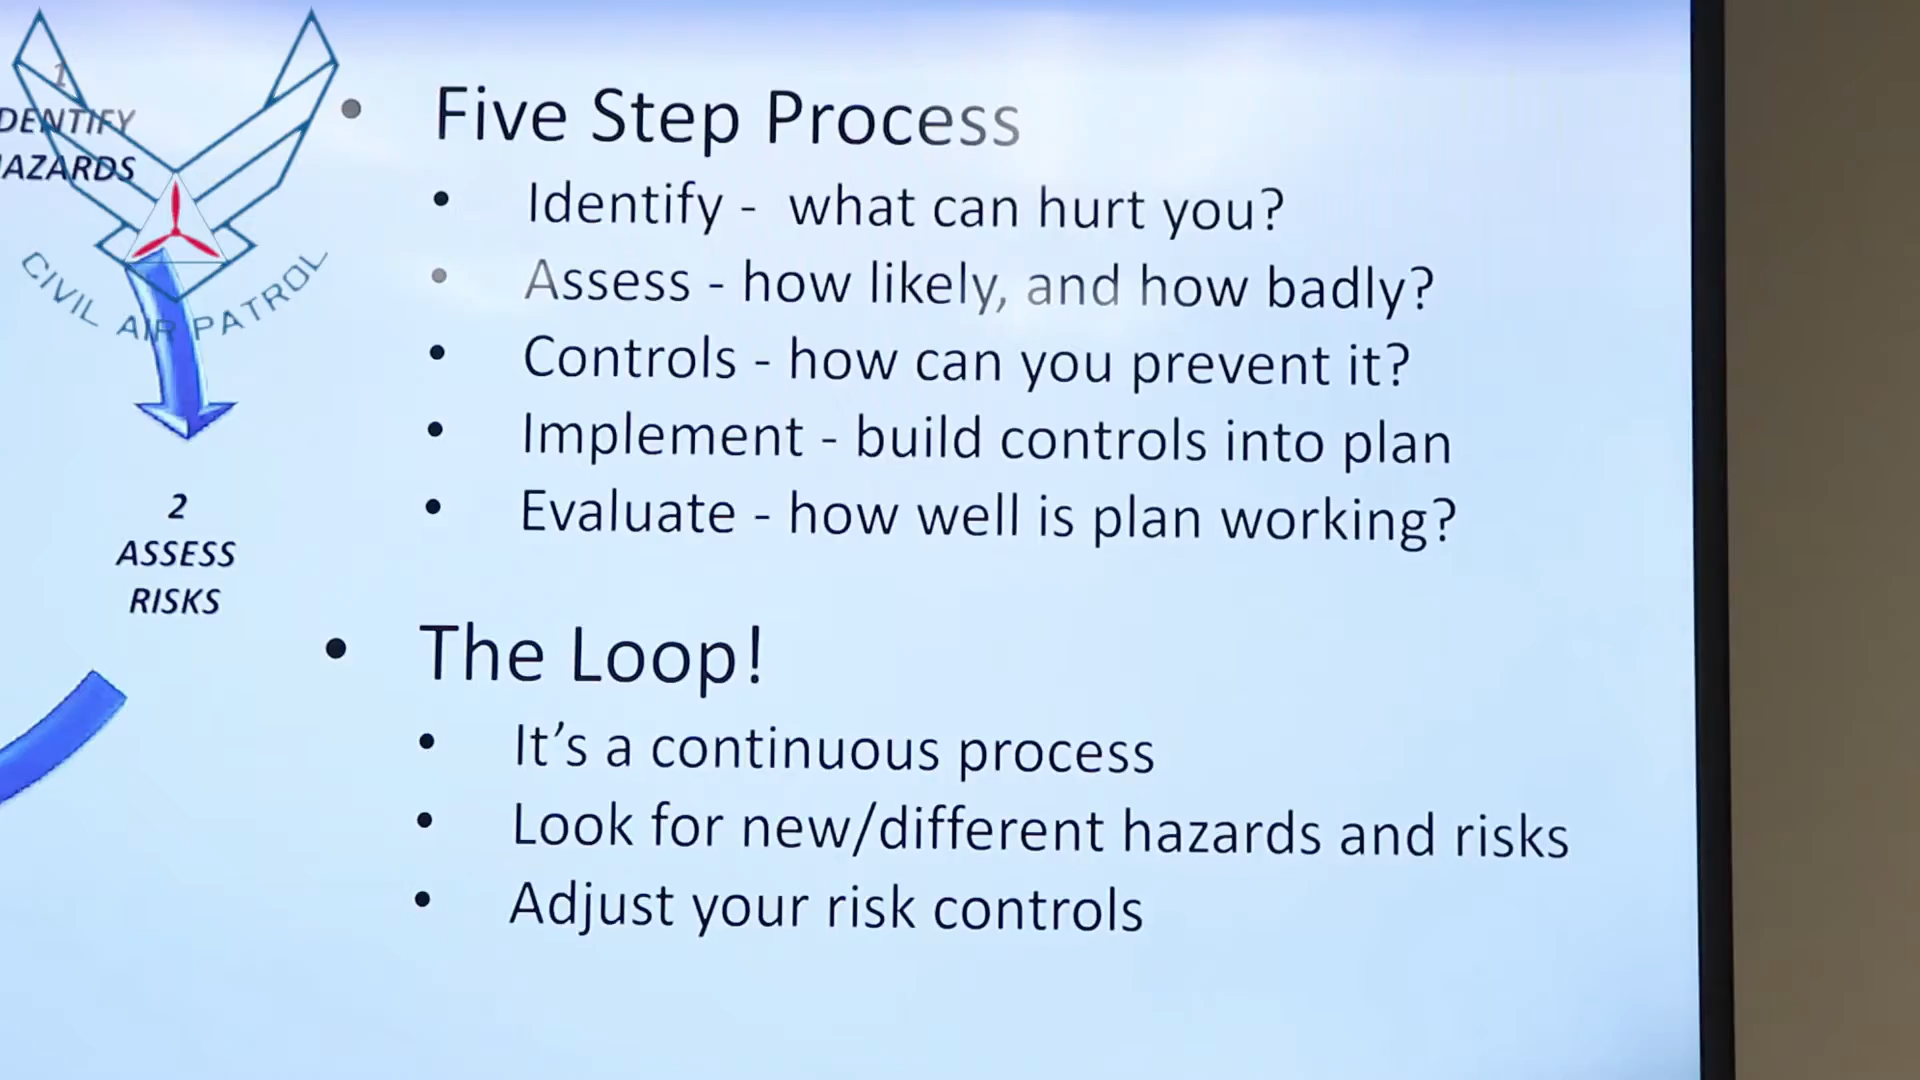 1
DENTIFY
AZARDS
CIVIL AIR PATROL
2
ASSESS
RISKS
• Five Step Process
• Identify - what can hurt you?
• Assess - how likely, and how badly?
• Controls - how can you prevent it?
• Implement - build controls into plan
• Evaluate - how well is plan working?
• The Loop!
• It's a continuous process
• Look for new/different hazards and risks
• Adjust your risk controls